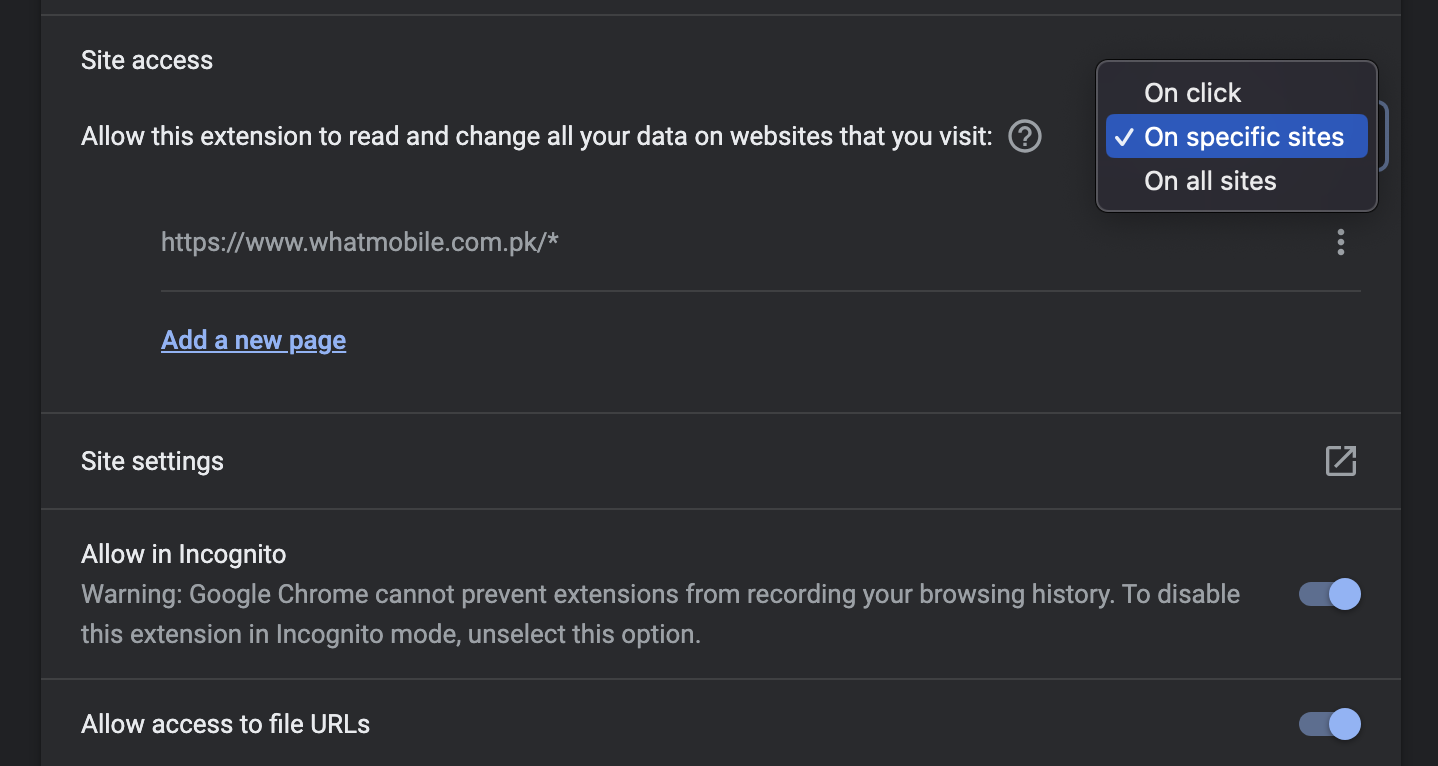 Site access
On click
Allow this extension to read and change all your data on websites that you visit:
On specific sites
On all sites
https://www.whatmobile.com.pk/*
Add a new page
Site settings
Allow in Incognito
Warning: Google Chrome cannot prevent extensions from recording your browsing history. To disable
this extension in Incognito mode, unselect this option.
Allow access to file URLs